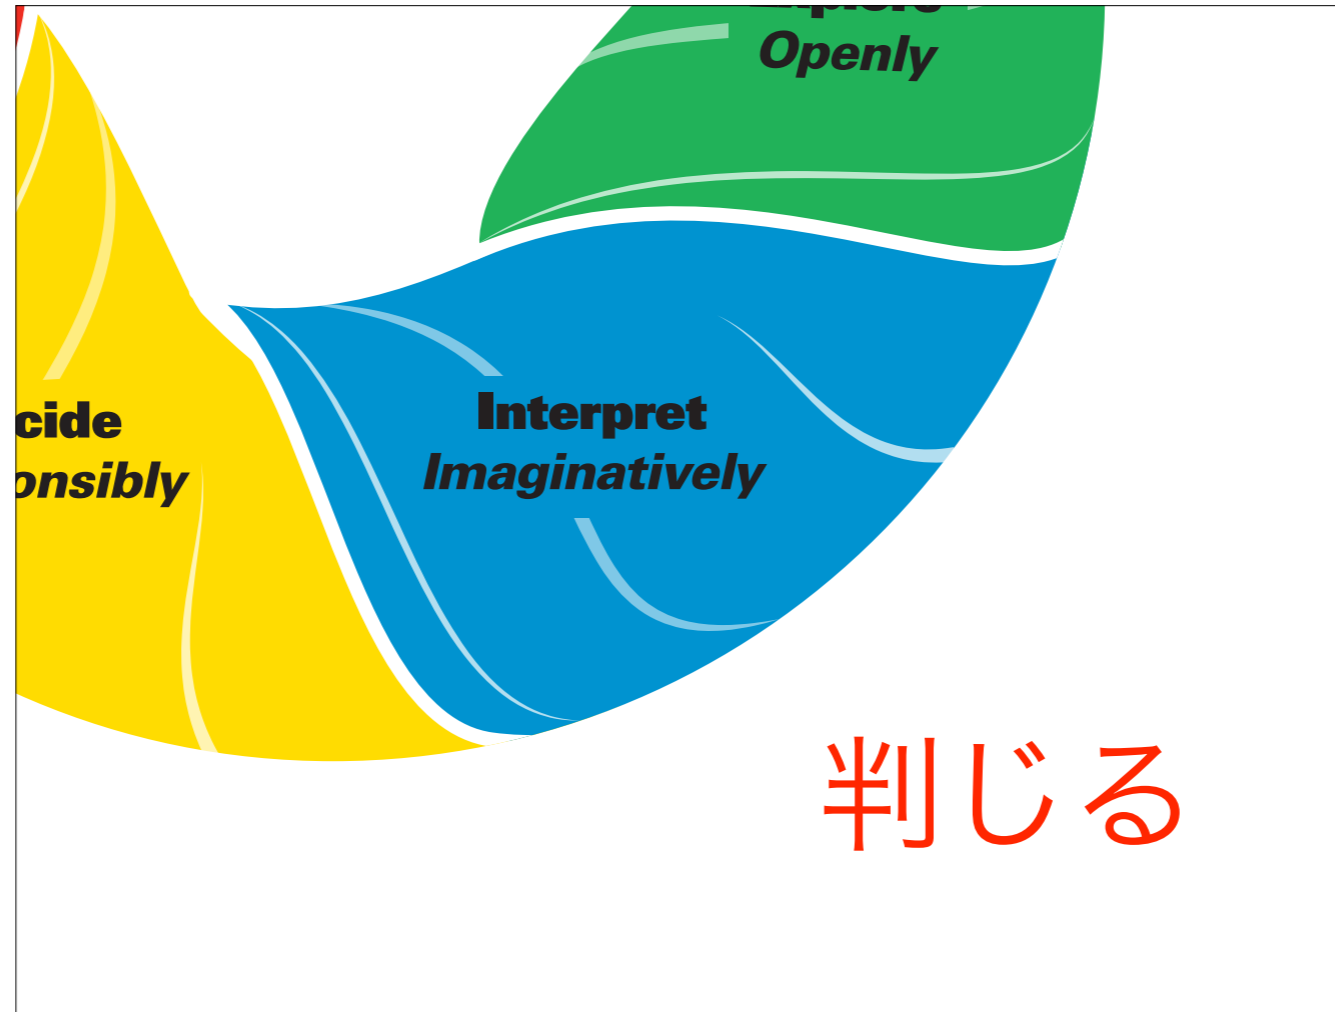 Openly
cide
onsibly
Interpret
Imaginatively
判じる